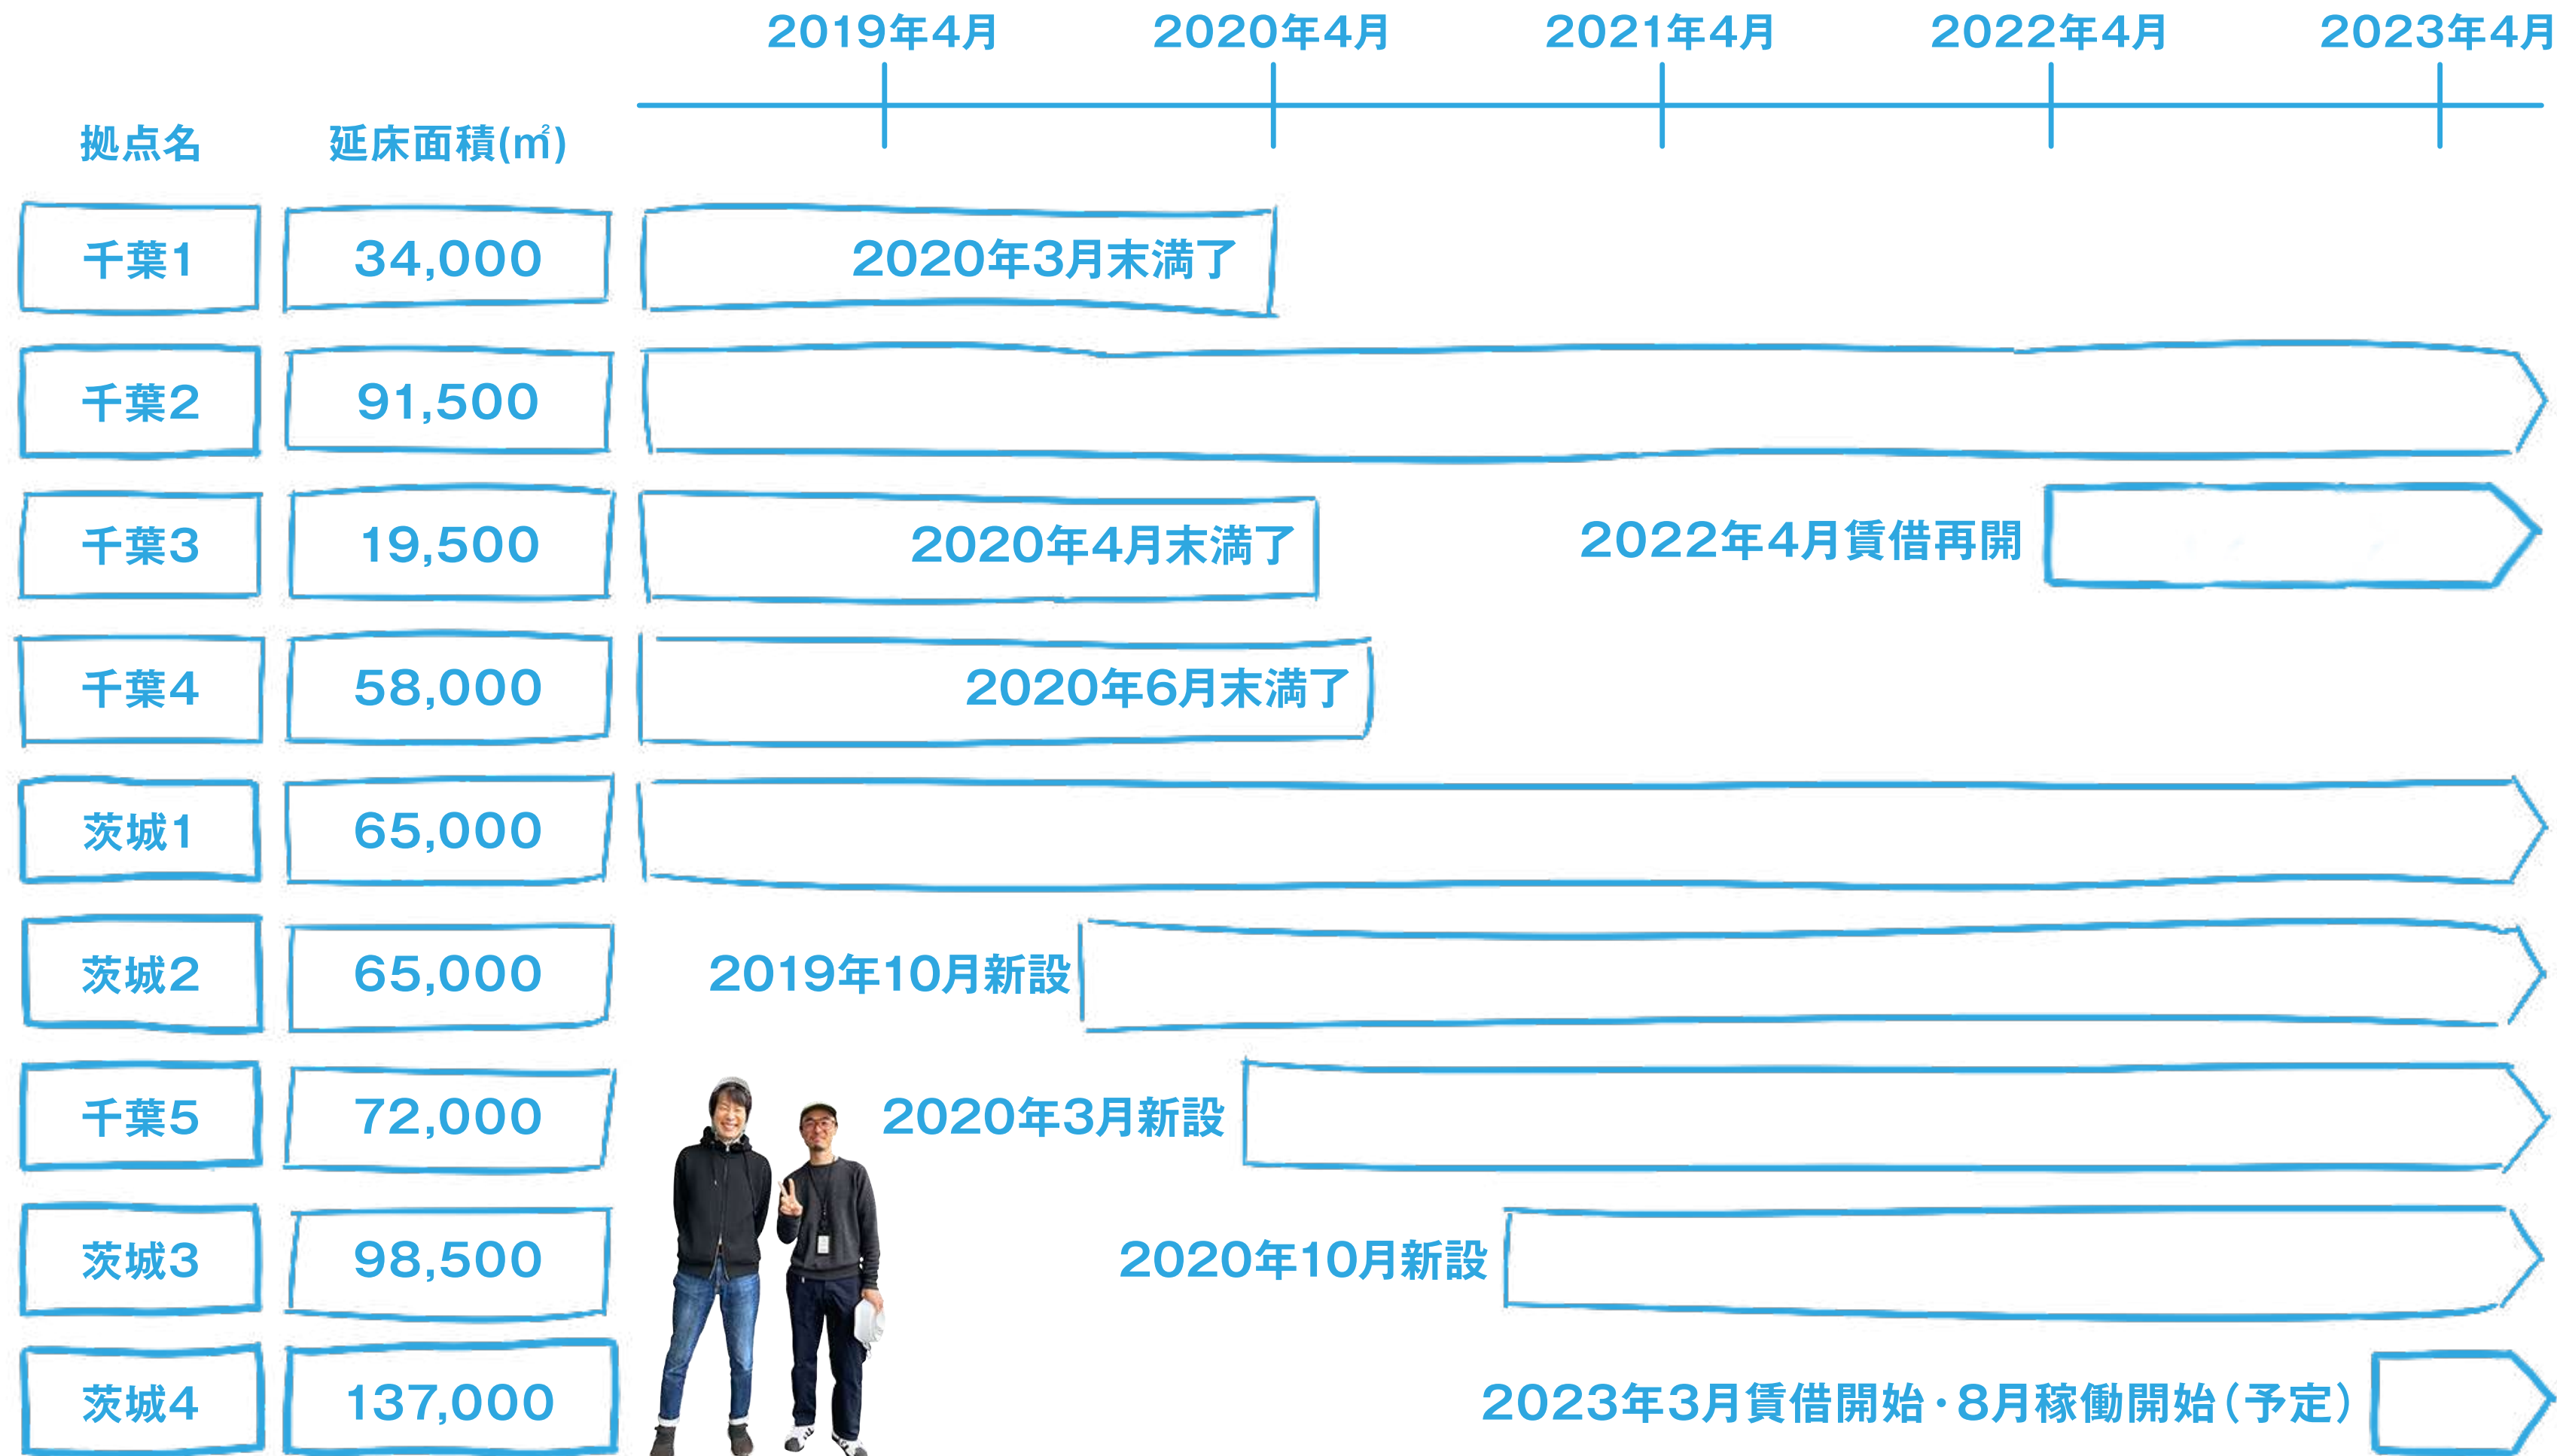 2019年4月 2020年4月 2021年4月 2022年4月 2023年4月
拠点名 延床面積(㎡)
千葉1 34,000 2020年3月末満了
千葉2 91,500
千葉3 19,500 2020年4月末満了 2022年4月賃借再開
千葉4 58,000 2020年6月末満了
茨城1 65,000
茨城2 65,000 2019年10月新設
千葉5 72,000 2020年3月新設
茨城3 98,500 2020年10月新設
茨城4 137,000 2023年3月賃借開始・8月稼働開始（予定）